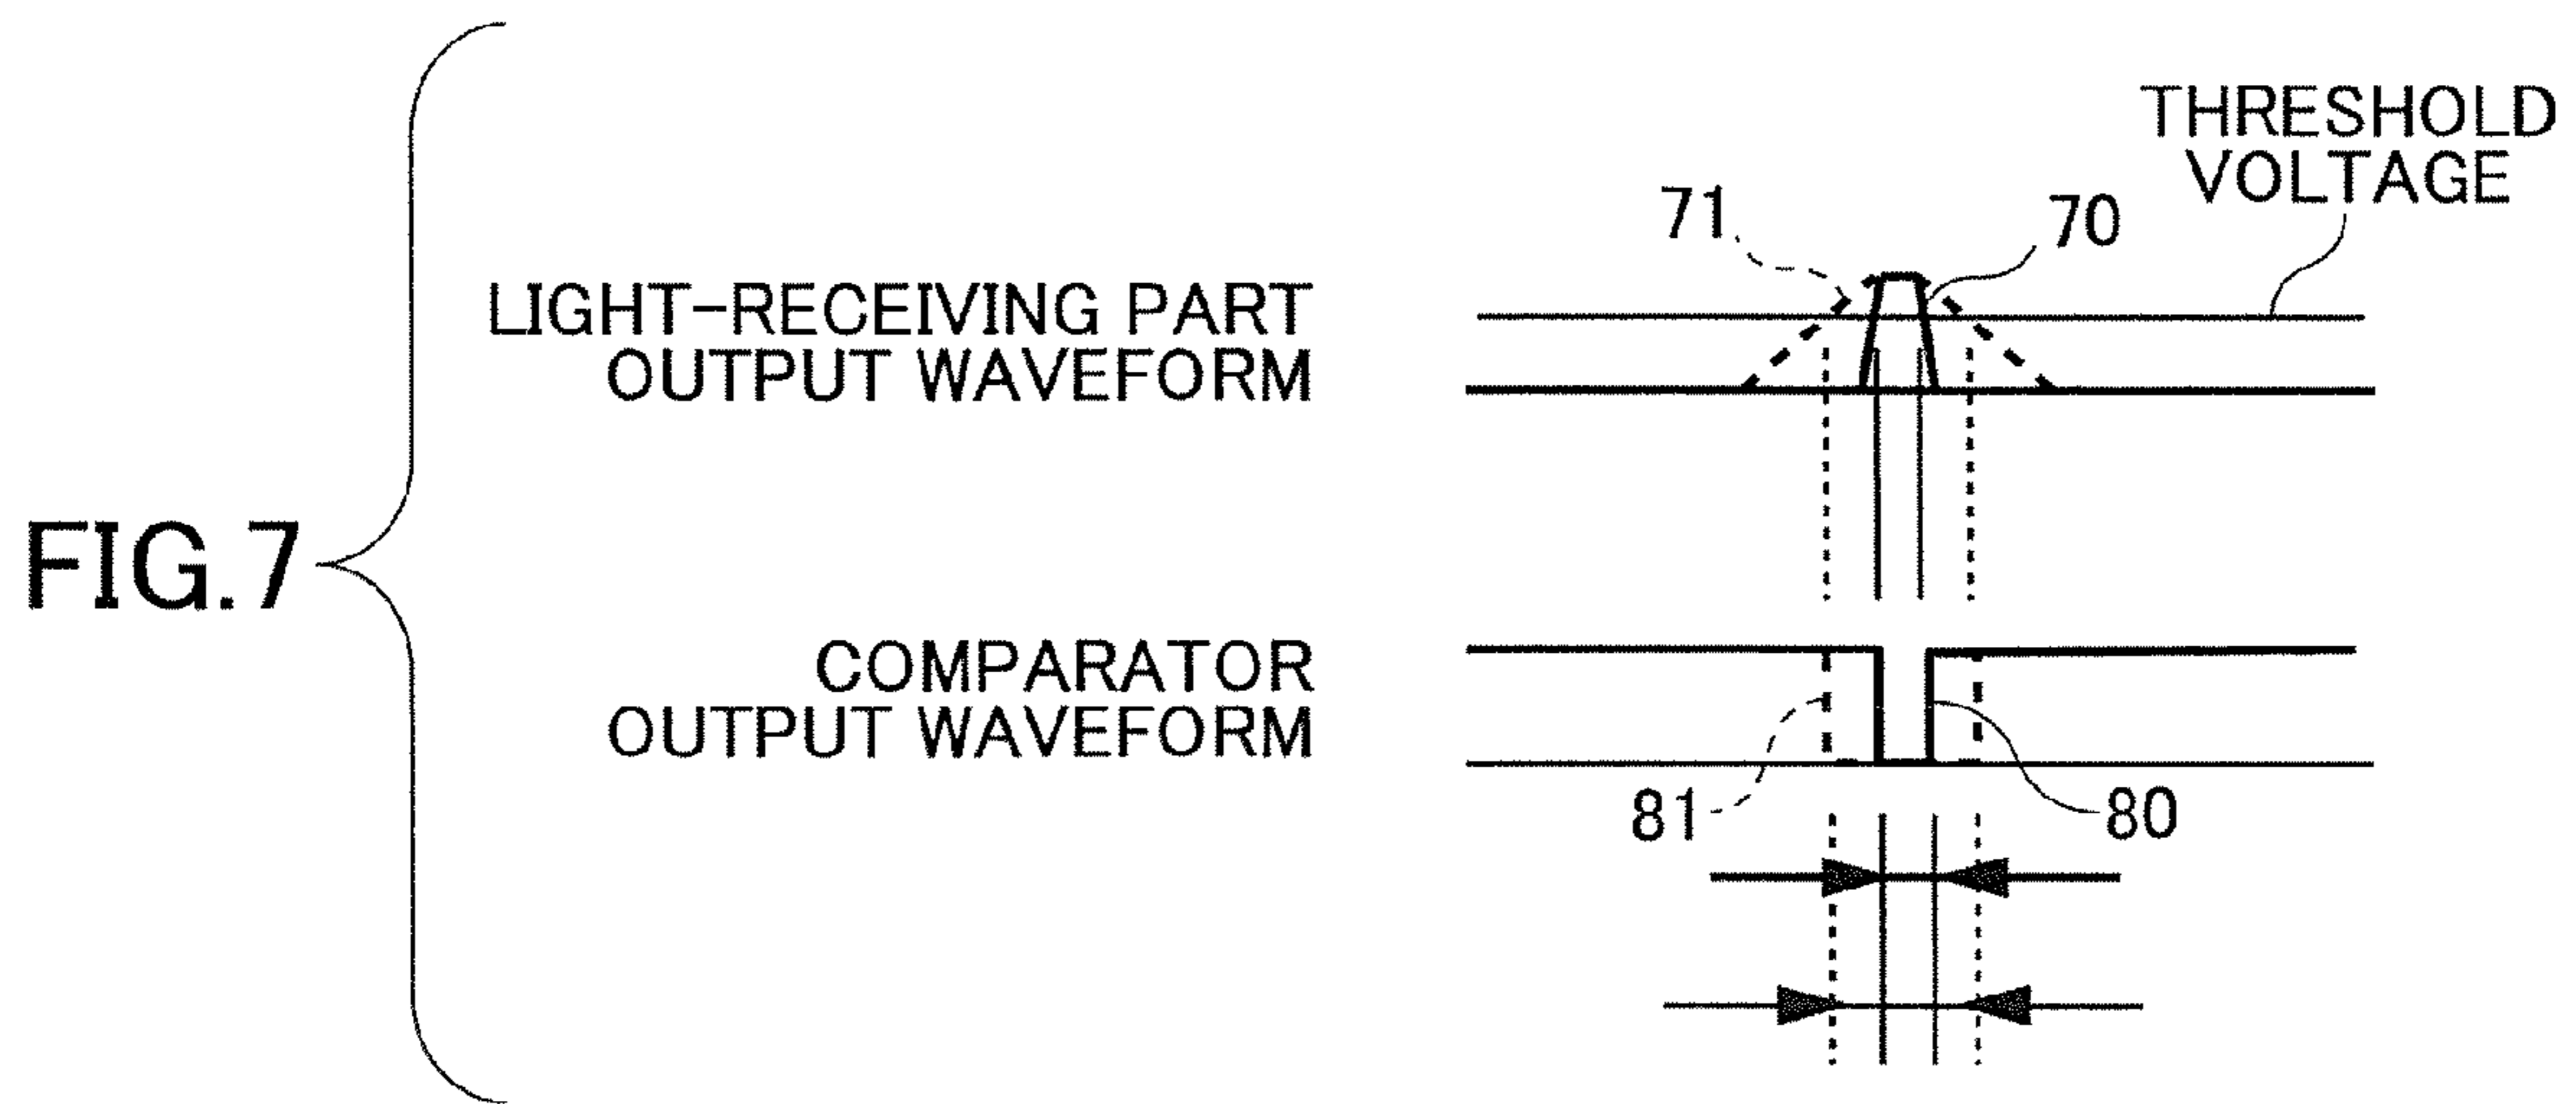 FIG.7
THRESHOLD
VOLTAGE
71
70
LIGHT-RECEIVING PART
OUTPUT WAVEFORM
COMPARATOR
OUTPUT WAVEFORM
81
80